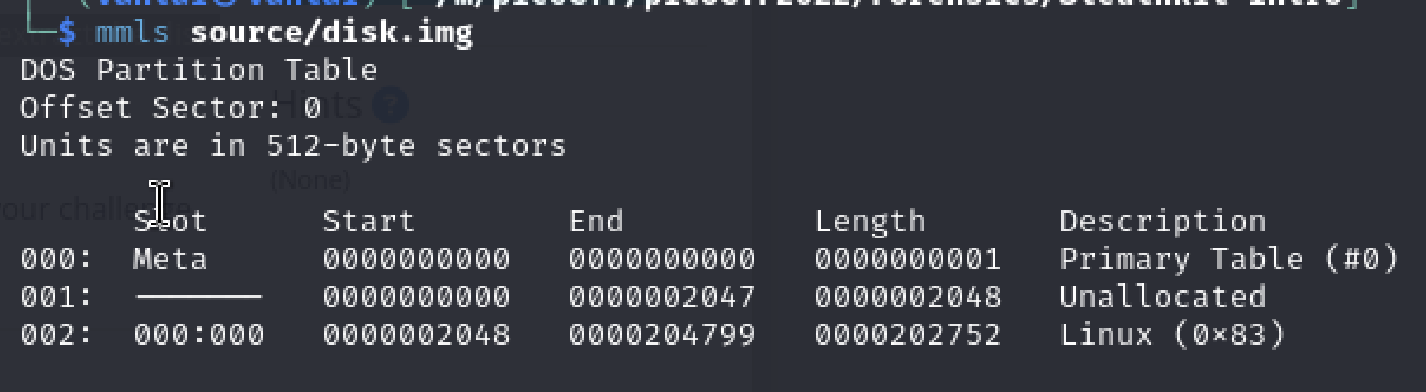 └─$ mmls source/disk.img
DOS Partition Table
Offset Sector: 0
Hints ?
Units are in 512-byte sectors
(None)
your challenge
Slot Start End Length Description
000: Meta 0000000000 0000000000 0000000001 Primary Table (#0)
001: ─────── 0000000000 0000002047 0000002048 Unallocated
002: 000:000 0000002048 0000204799 0000202752 Linux (0×83)